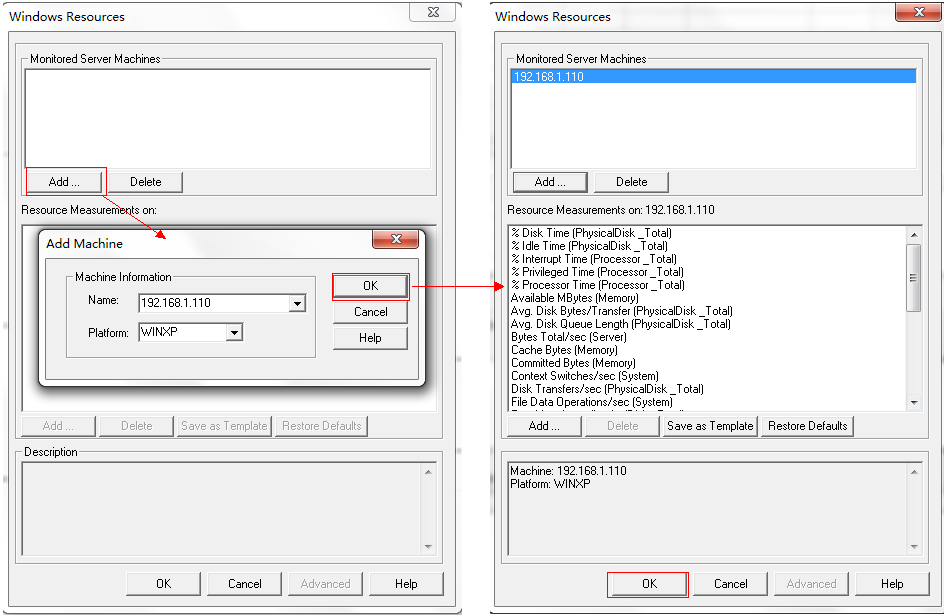 Windows Resources
Monitored Server Machines
Add ...
Delete
Resource Measurements on:
Add Machine
Machine Information
Name:
192.168.1.110
Platform:
WINXP
OK
Cancel
Help
Add ...
Delete
Save as Template
Restore Defaults
Description
OK
Cancel
Advanced
Help
Windows Resources
Monitored Server Machines
192.168.1.110
Add ...
Delete
Resource Measurements on: 192.168.1.110
% Disk Time (PhysicalDisk _Total)
% Idle Time (PhysicalDisk _Total)
% Interrupt Time (Processor _Total)
% Privileged Time (Processor _Total)
% Processor Time (Processor _Total)
Available MBytes (Memory)
Avg. Disk Bytes/Transfer (PhysicalDisk _Total)
Avg. Disk Queue Length (PhysicalDisk _Total)
Bytes Total/sec (Server)
Cache Bytes (Memory)
Committed Bytes (Memory)
Context Switches/sec (System)
Disk Transfers/sec (PhysicalDisk _Total)
File Data Operations/sec (System)
Add ...
Delete
Save as Template
Restore Defaults
Machine: 192.168.1.110
Platform: WINXP
OK
Cancel
Advanced
Help